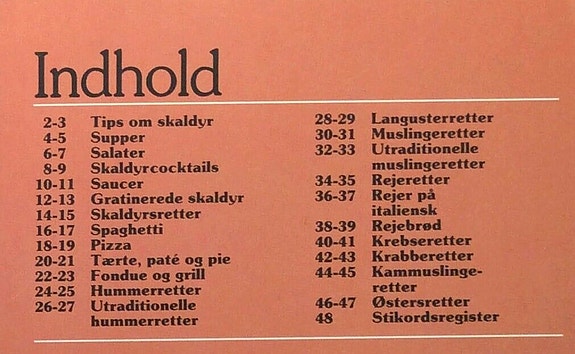 Indhold
2-3 Tips om skaldyr
4-5 Supper
6-7 Salater
8-9 Skaldyrcocktails
10-11 Saucer
12-13 Gratinerede skaldyr
14-15 Skaldyrsretter
16-17 Spaghetti
18-19 Pizza
20-21 Tærte, paté og pie
22-23 Fondue og grill
24-25 Hummerretter
26-27 Utraditionelle
hummerretter
28-29 Langusterretter
30-31 Muslingeretter
32-33 Utraditionelle
muslingeretter
34-35 Rejeretter
36-37 Rejer på
italiensk
38-39 Rejebrød
40-41 Krebseretter
42-43 Krabberetter
44-45 Kammuslinge-
retter
46-47 Østersretter
48 Stikordsregister